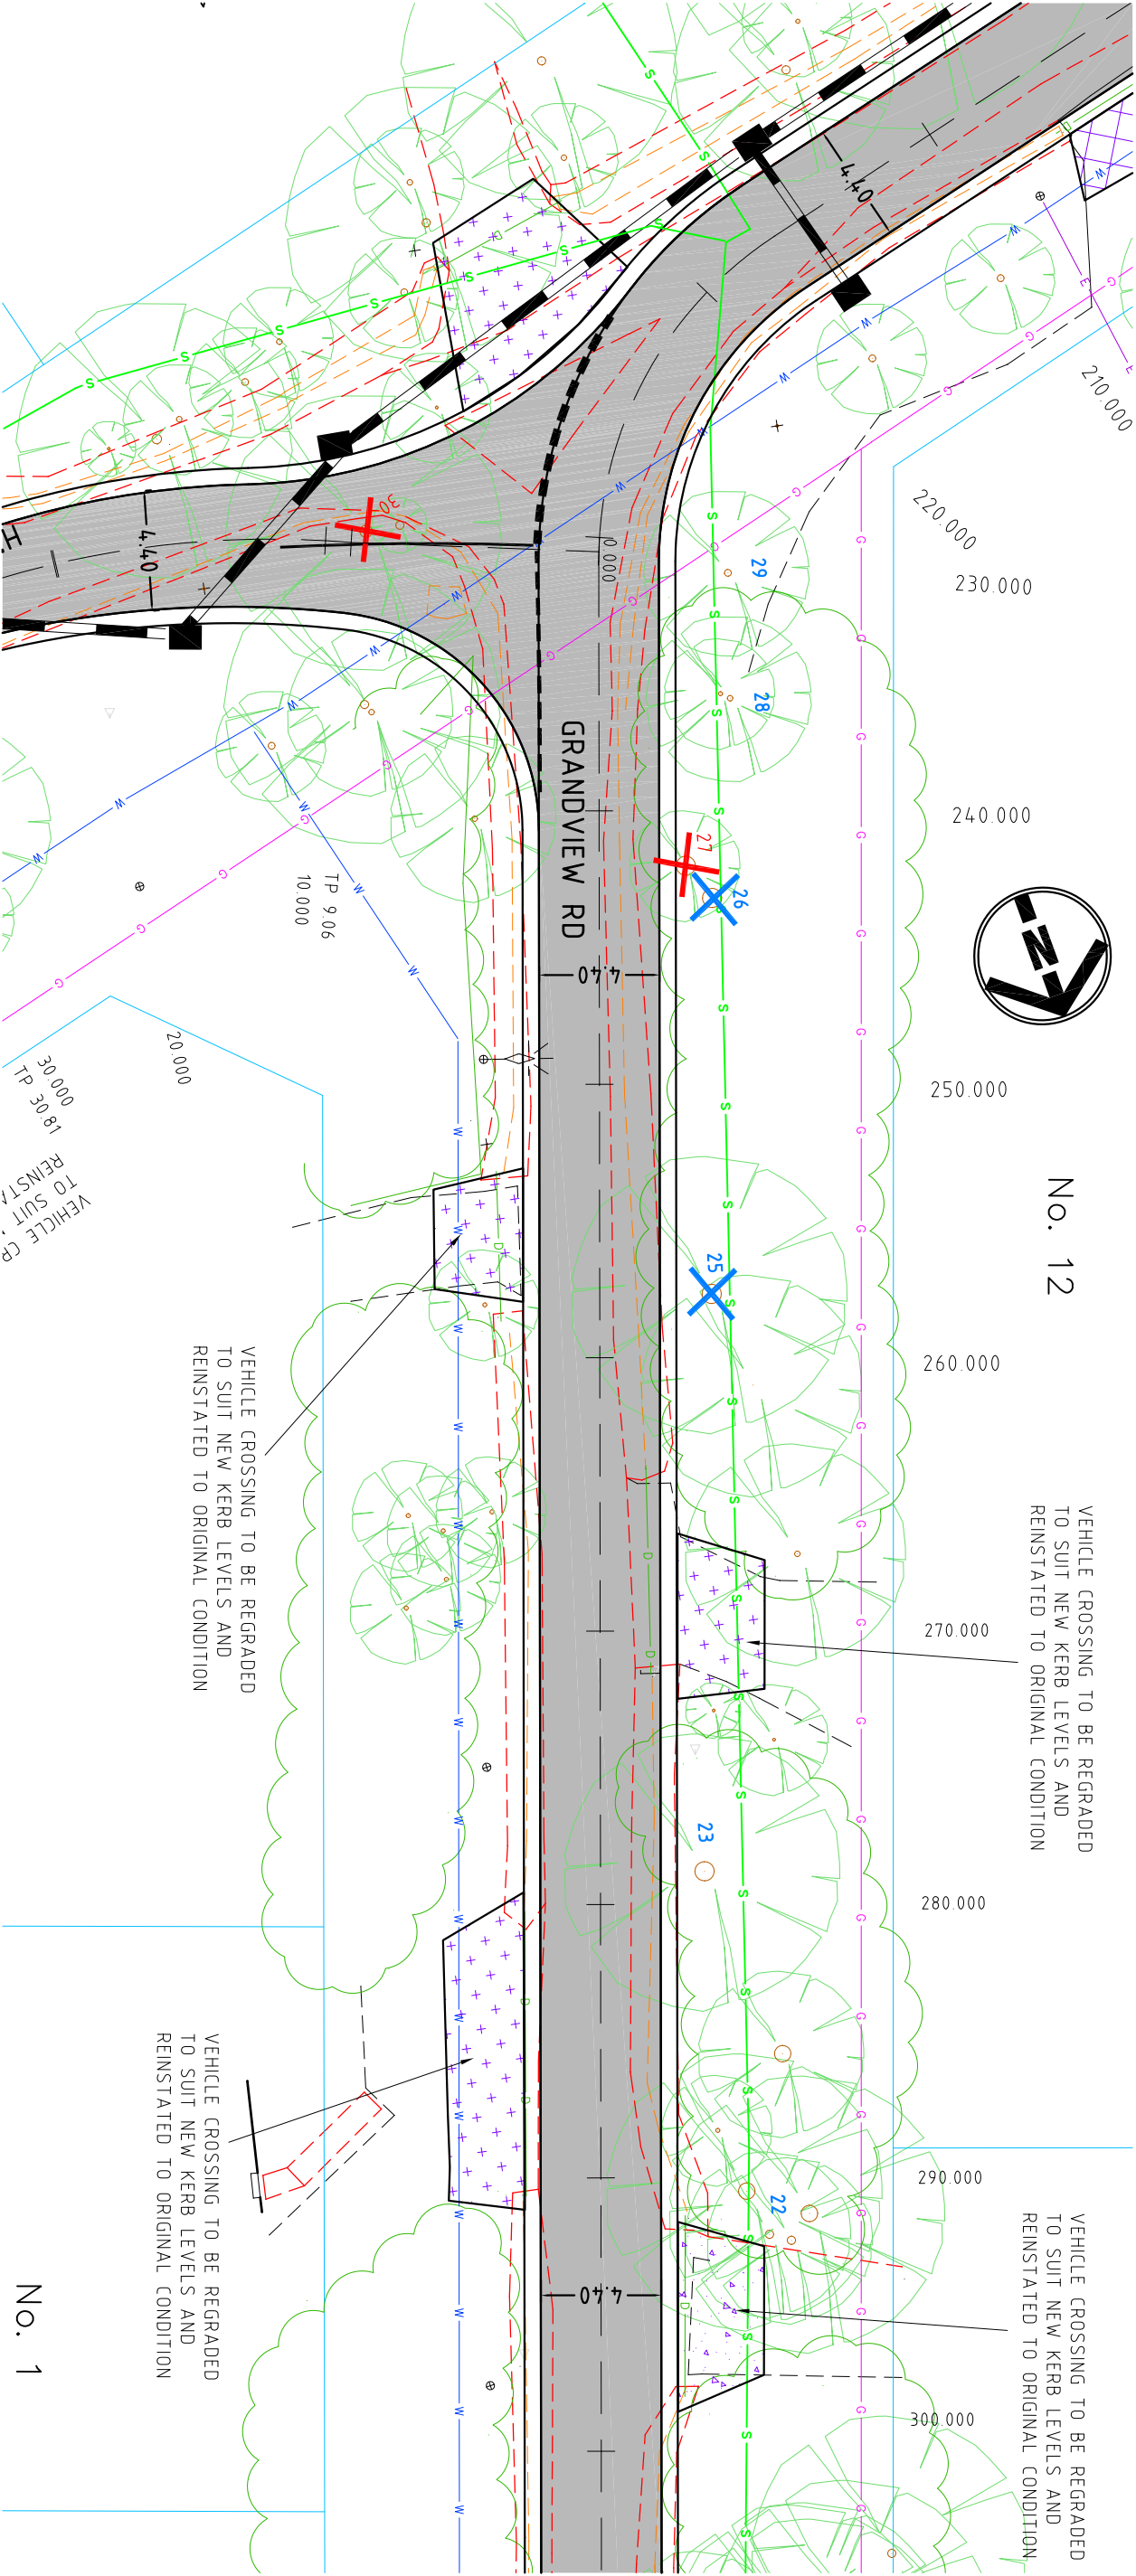 4.40
210.000
220.000
230.000
30
4.40
H
0.000
29
28
GRANDVIEW RD
240.000
27
26
TP 9.06
10.000
N
4.40
20.000
30.000
TP 30.81
250.000
No. 12
VEHICLE CR
TO SUIT
REINSTA
25
260.000
VEHICLE CROSSING TO BE REGRADED
TO SUIT NEW KERB LEVELS AND
REINSTATED TO ORIGINAL CONDITION
VEHICLE CROSSING TO BE REGRADED
TO SUIT NEW KERB LEVELS AND
REINSTATED TO ORIGINAL CONDITION
270.000
23
280.000
VEHICLE CROSSING TO BE REGRADED
TO SUIT NEW KERB LEVELS AND
REINSTATED TO ORIGINAL CONDITION
290.000
22
4.40
VEHICLE CROSSING TO BE REGRADED
TO SUIT NEW KERB LEVELS AND
REINSTATED TO ORIGINAL CONDITION
300.000
No. 1